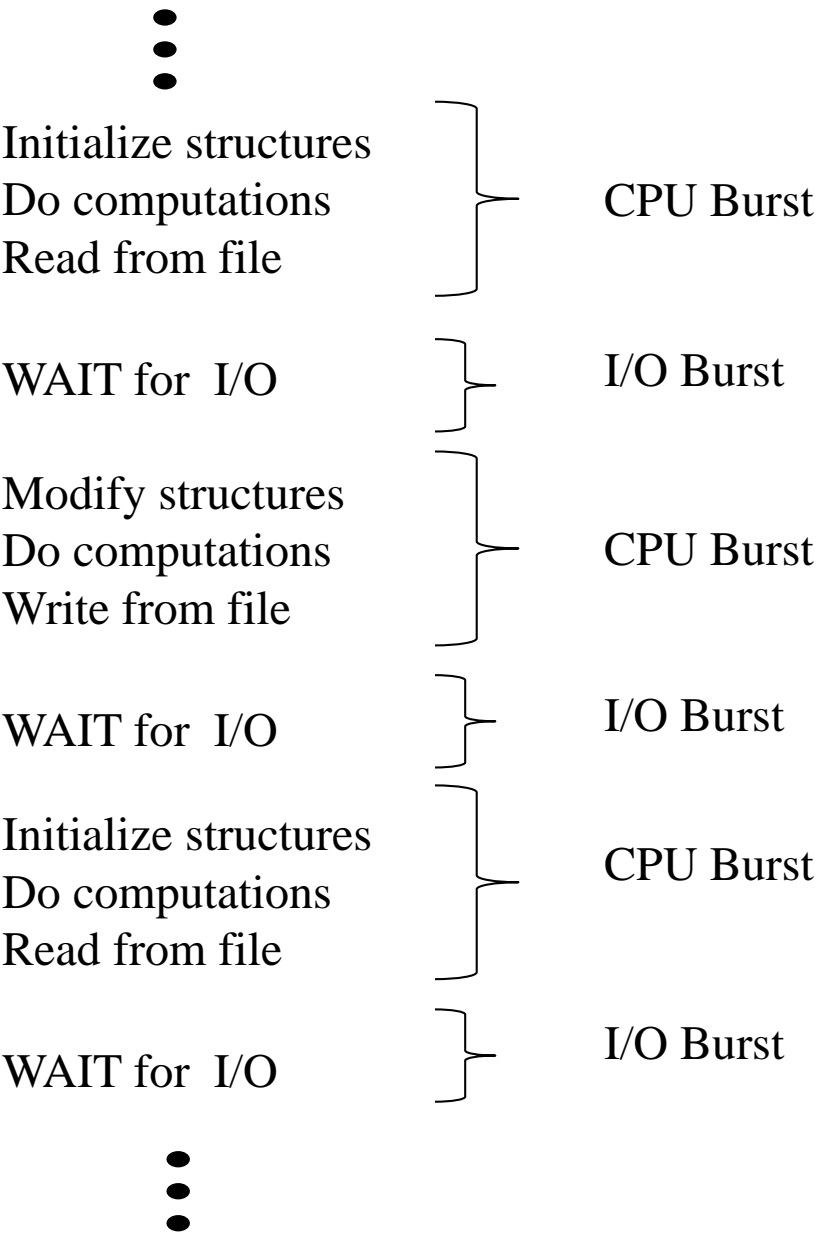 Initialize structures
Do computations
Read from file
CPU Burst
WAIT for I/O
I/O Burst
Modify structures
Do computations
Write from file
CPU Burst
WAIT for I/O
I/O Burst
Initialize structures
Do computations
Read from file
CPU Burst
WAIT for I/O
I/O Burst